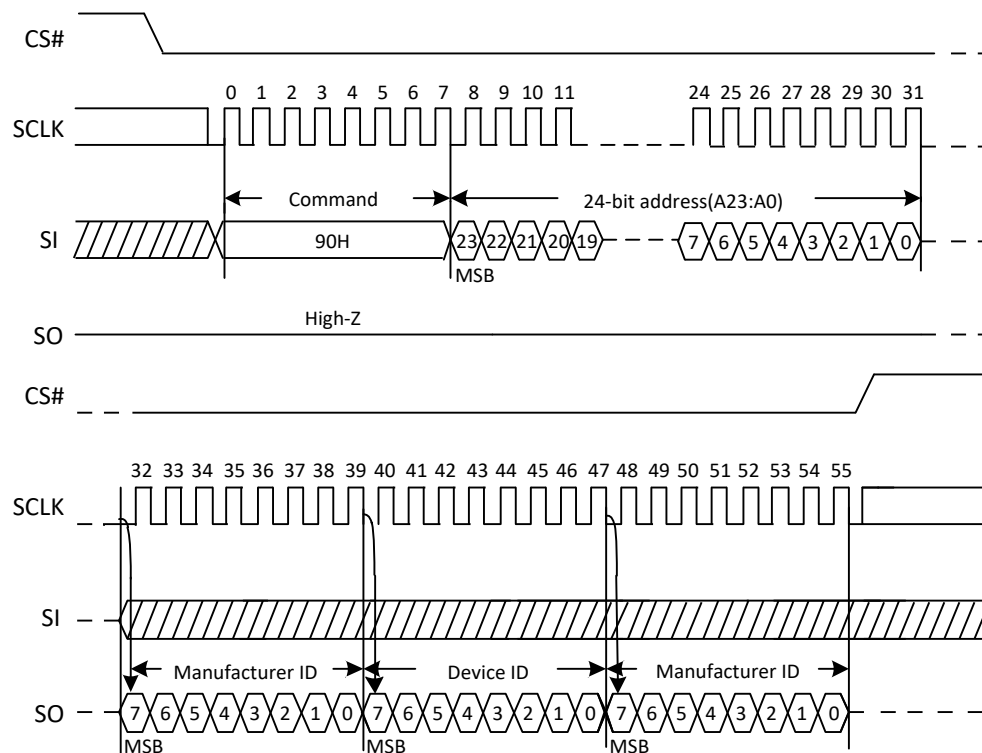 CS#
0 1 2 3 4 5 6 7 8 9 10 11 24 25 26 27 28 29 30 31
SCLK
Command 24-bit address(A23:A0)
SI 90H 23 22 21 20 19 7 6 5 4 3 2 1 0
MSB
High-Z
SO
CS#
32 33 34 35 36 37 38 39 40 41 42 43 44 45 46 47 48 49 50 51 52 53 54 55
SCLK
SI
Manufacturer ID Device ID Manufacturer ID
SO 7 6 5 4 3 2 1 0 7 6 5 4 3 2 1 0 7 6 5 4 3 2 1 0
MSB MSB MSB